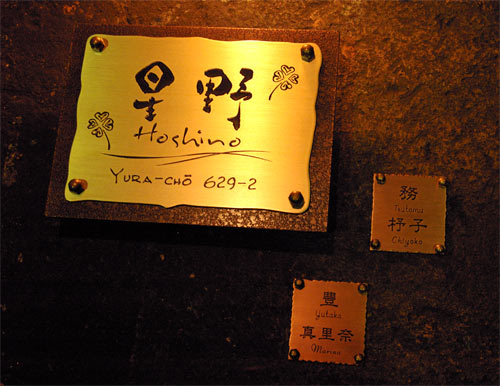 星野
Hoshino
YURA-CHŌ 629-2
務
Tsutomu
杼子
Chiyoko
豊
Yutaka
真里奈
Marina